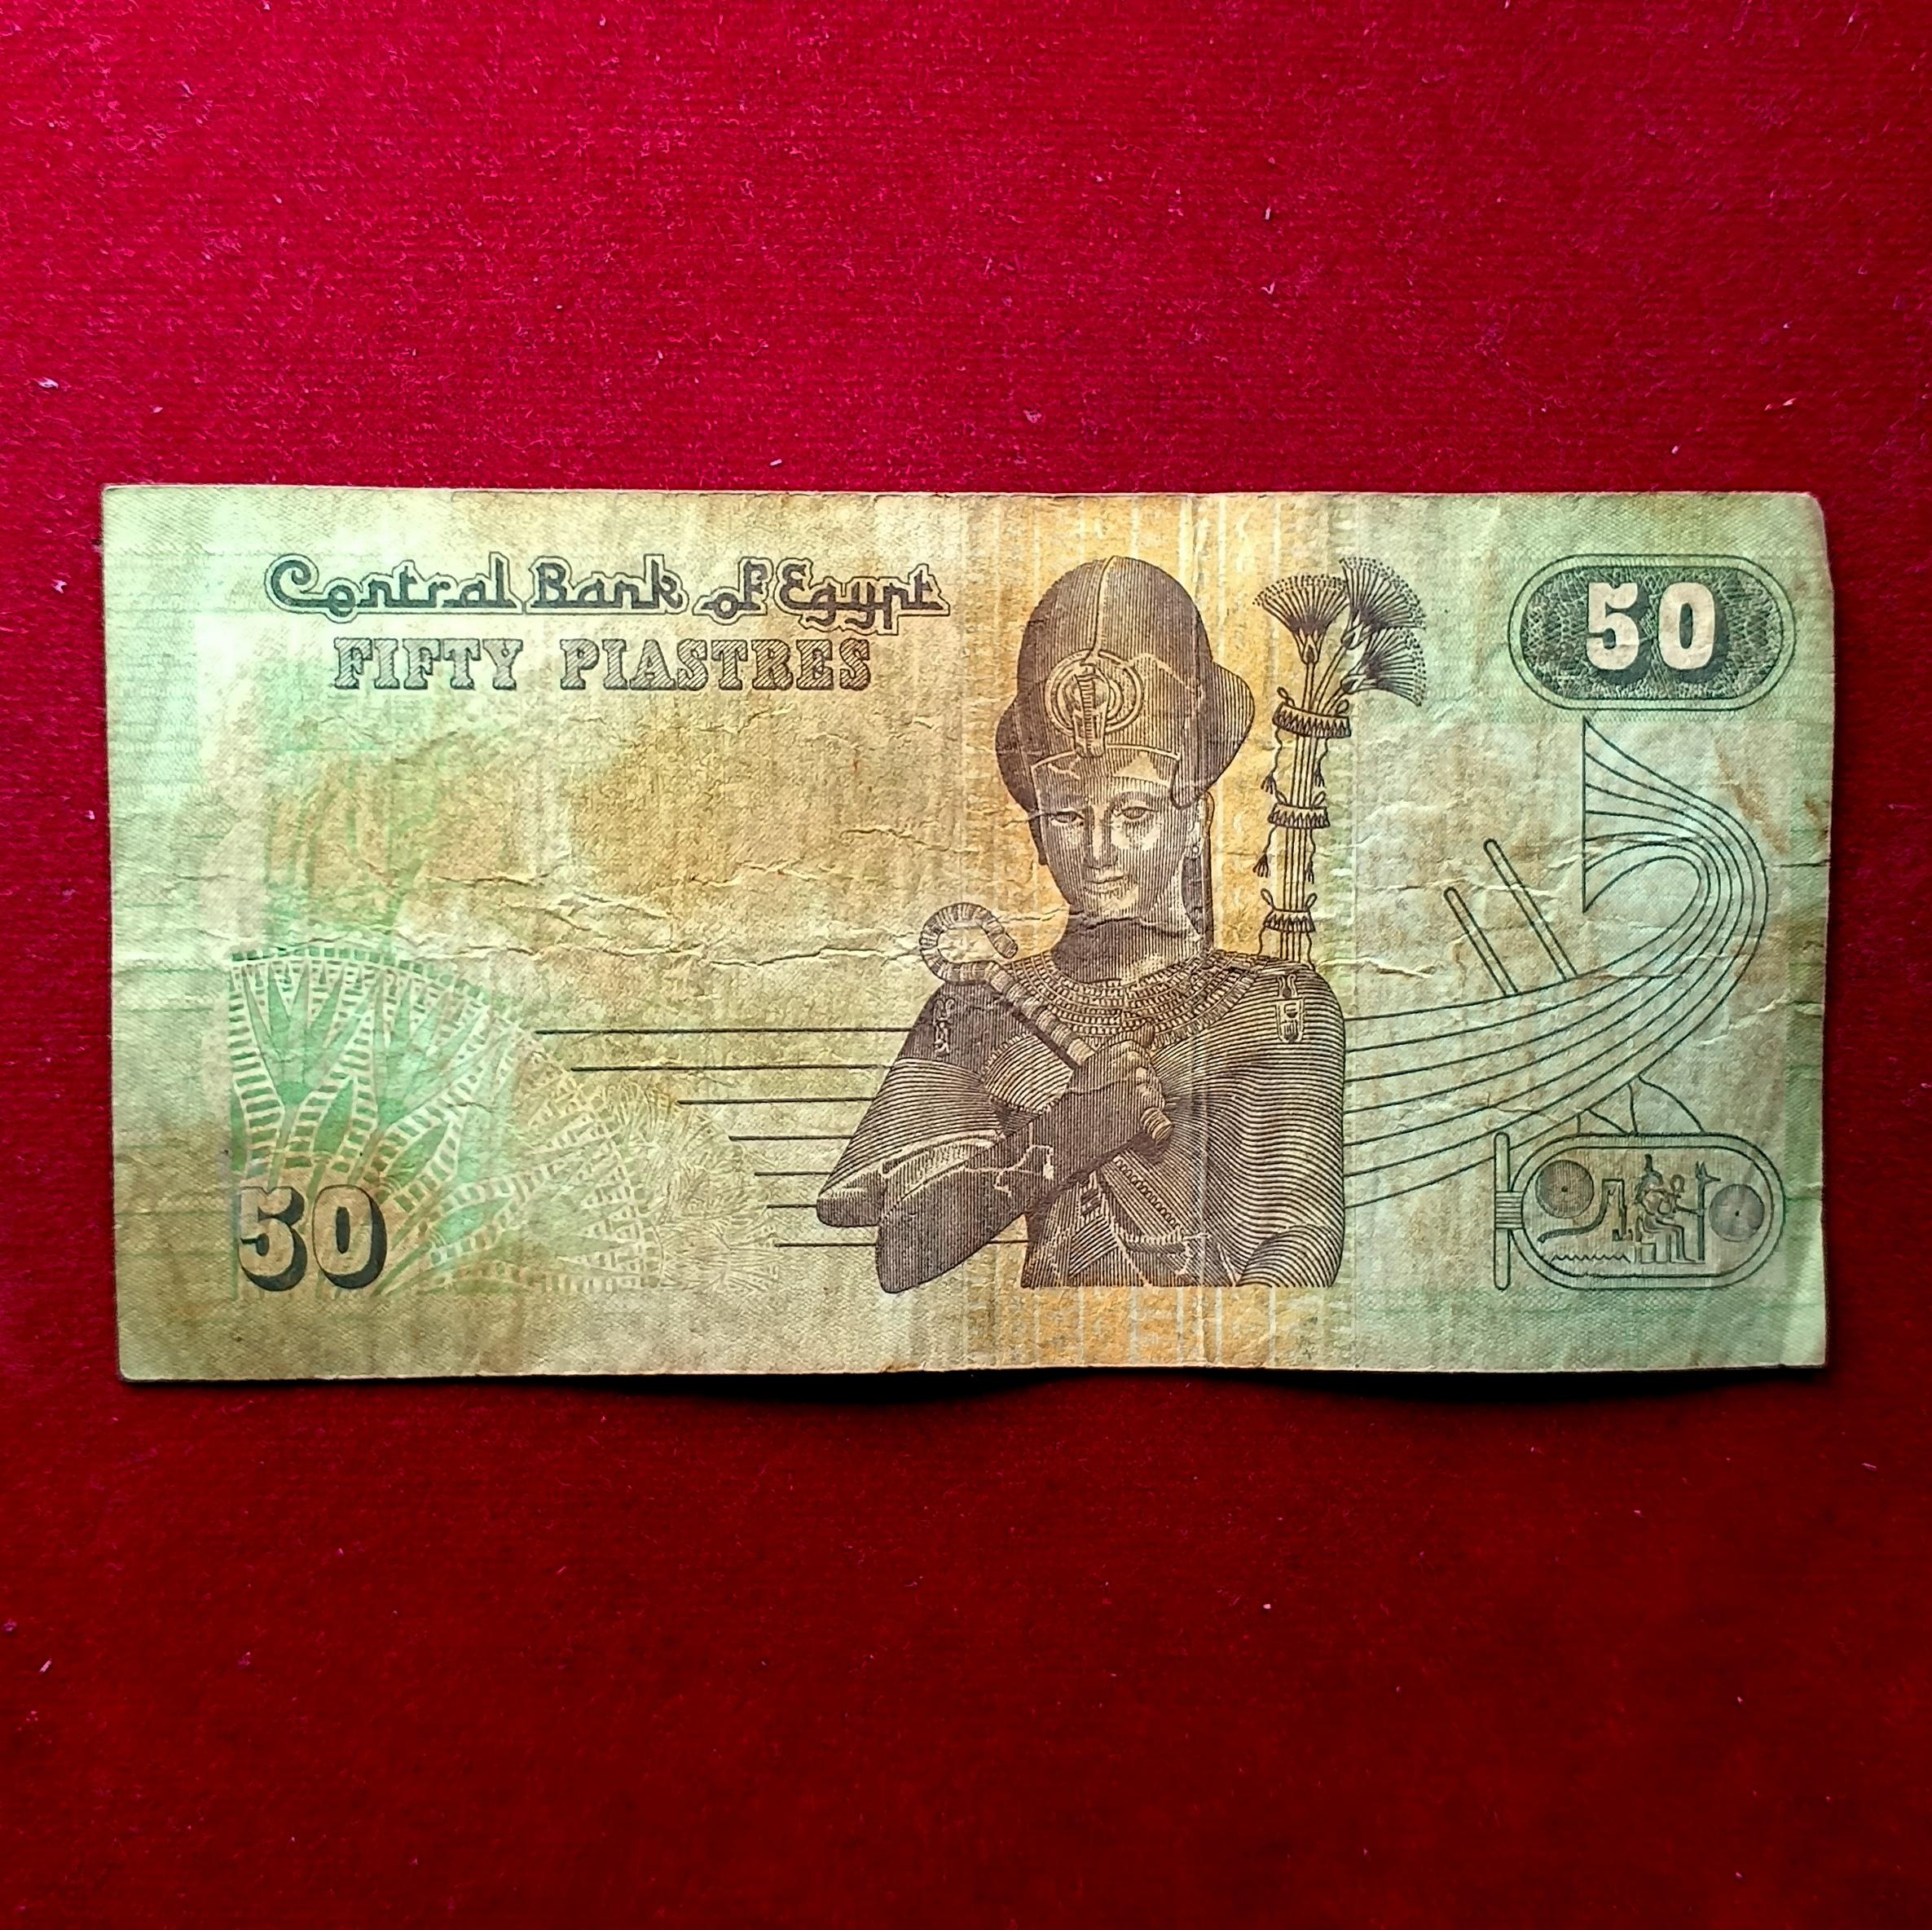 Central Bank of Egypt
FIFTY PIASTRES
50
50